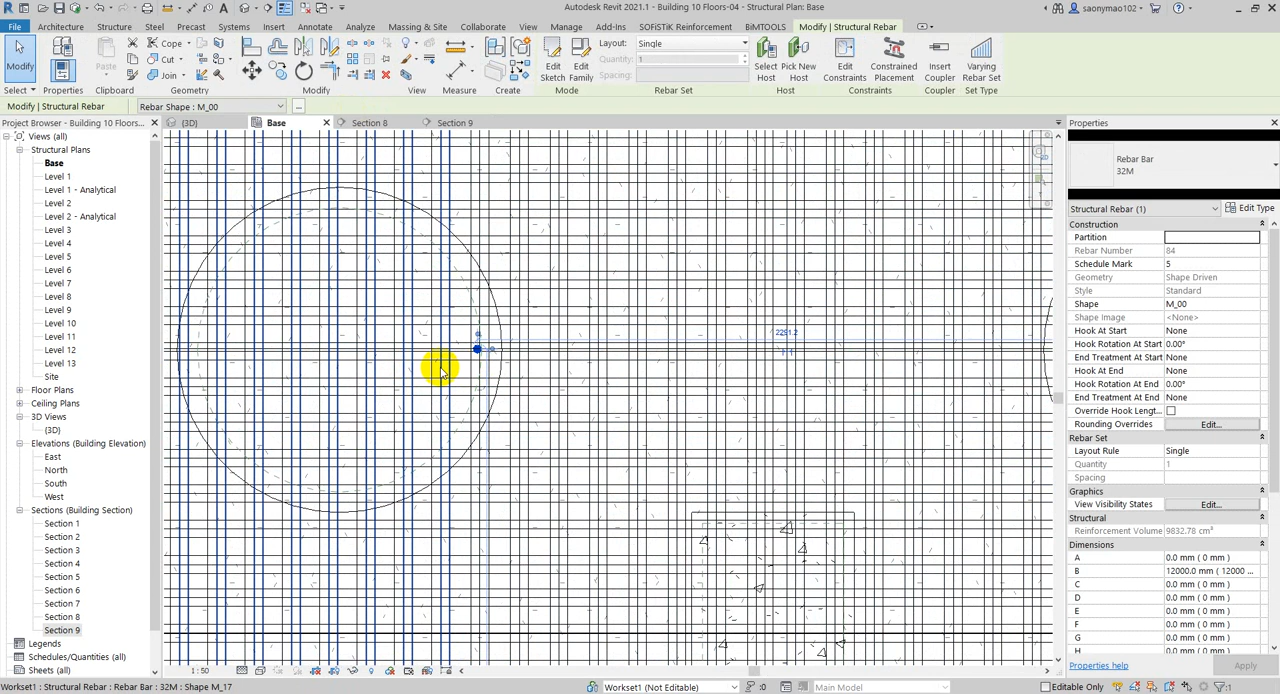 Autodesk Revit 2021.1 - Building 10 Floors-04 - Structural Plan: Base
saonymao102
File Architecture Structure Steel Precast Systems Insert Annotate Analyze Massing & Site Collaborate View Manage Add-Ins SOFiSTiK Reinforcement BiMTOOLS Modify | Structural Rebar
Modify Paste Cope Cut Join Edit Sketch Edit Family Layout: Single Quantity: 1 Spacing: Select Host Pick New Host Edit Constraints Constrained Placement Insert Coupler Varying Rebar Set
Select Properties Clipboard Geometry Modify View Measure Create Mode Rebar Set Host Constraints Coupler Set Type
Modify | Structural Rebar Rebar Shape : M_00 ...
Project Browser - Building 10 Floors... {3D} Base Section 8 Section 9 Properties
Views (all)
Structural Plans
Base
Level 1
Level 1 - Analytical
Level 2
Level 2 - Analytical
Level 3
Level 4
Level 5
Level 6
Level 7
Level 8
Level 9
Level 10
Level 11
Level 12
Level 13
Site
Floor Plans
Ceiling Plans
3D Views
{3D}
Elevations (Building Elevation)
East
North
South
West
Sections (Building Section)
Section 1
Section 2
Section 3
Section 4
Section 5
Section 6
Section 7
Section 8
Section 9
Legends
Schedules/Quantities (all)
Sheets (all)
1 : 50
Rebar Bar
32M
Structural Rebar (1) Edit Type
Construction
Partition
Rebar Number 84
Schedule Mark 5
Geometry Shape Driven
Style Standard
Shape M_00
Shape Image <None>
Hook At Start None
Hook Rotation At Start 0.00°
End Treatment At Start None
Hook At End None
Hook Rotation At End 0.00°
End Treatment At End None
Override Hook Lengt...
Rounding Overrides Edit...
Rebar Set
Layout Rule Single
Quantity 1
Spacing
Graphics
View Visibility States Edit...
Structural
Reinforcement Volume 9832.78 cm³
Dimensions
A 0.0 mm ( 0 mm )
B 12000.0 mm ( 12000 ...
C 0.0 mm ( 0 mm )
D 0.0 mm ( 0 mm )
E 0.0 mm ( 0 mm )
F 0.0 mm ( 0 mm )
G 0.0 mm ( 0 mm )
H 0.0 mm ( 0 mm )
Properties help Apply
Workset1 : Structural Rebar : Rebar Bar : 32M : Shape M_17 Workset1 (Not Editable) :0 Main Model Editable Only :1